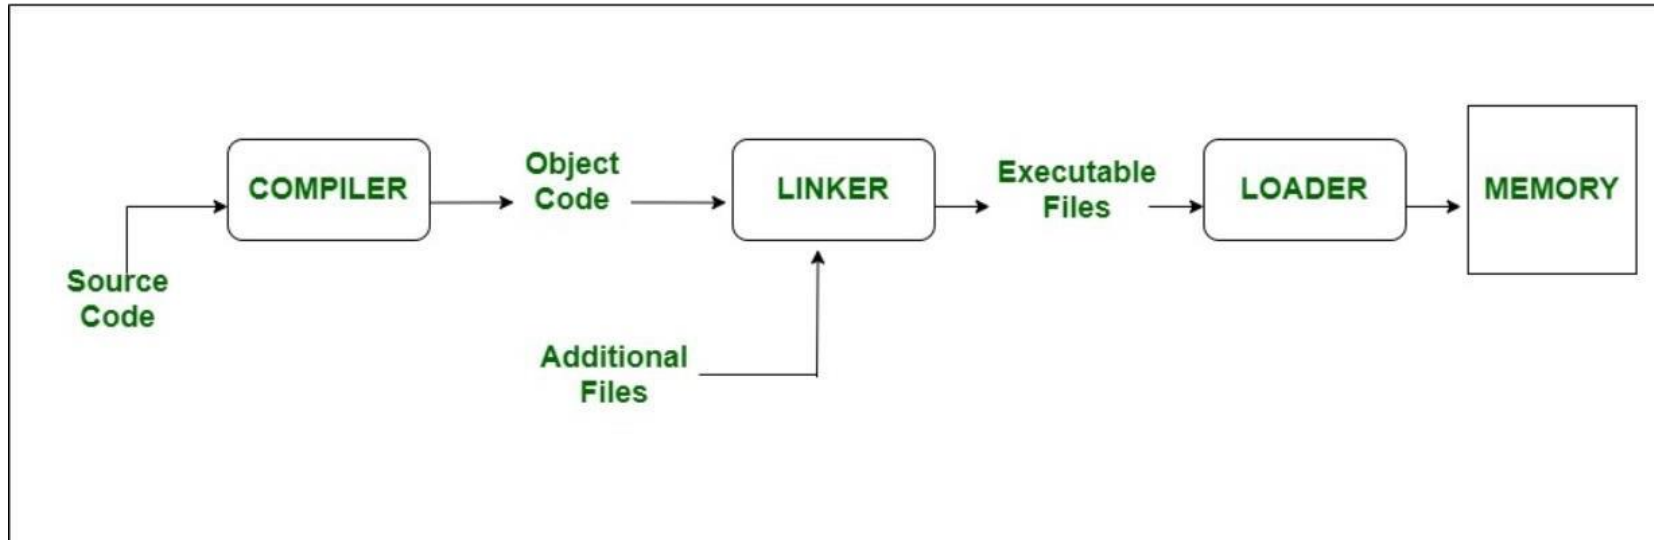 Source
Code
COMPILER
Object
Code
Additional
Files
LINKER
Executable
Files
LOADER
MEMORY